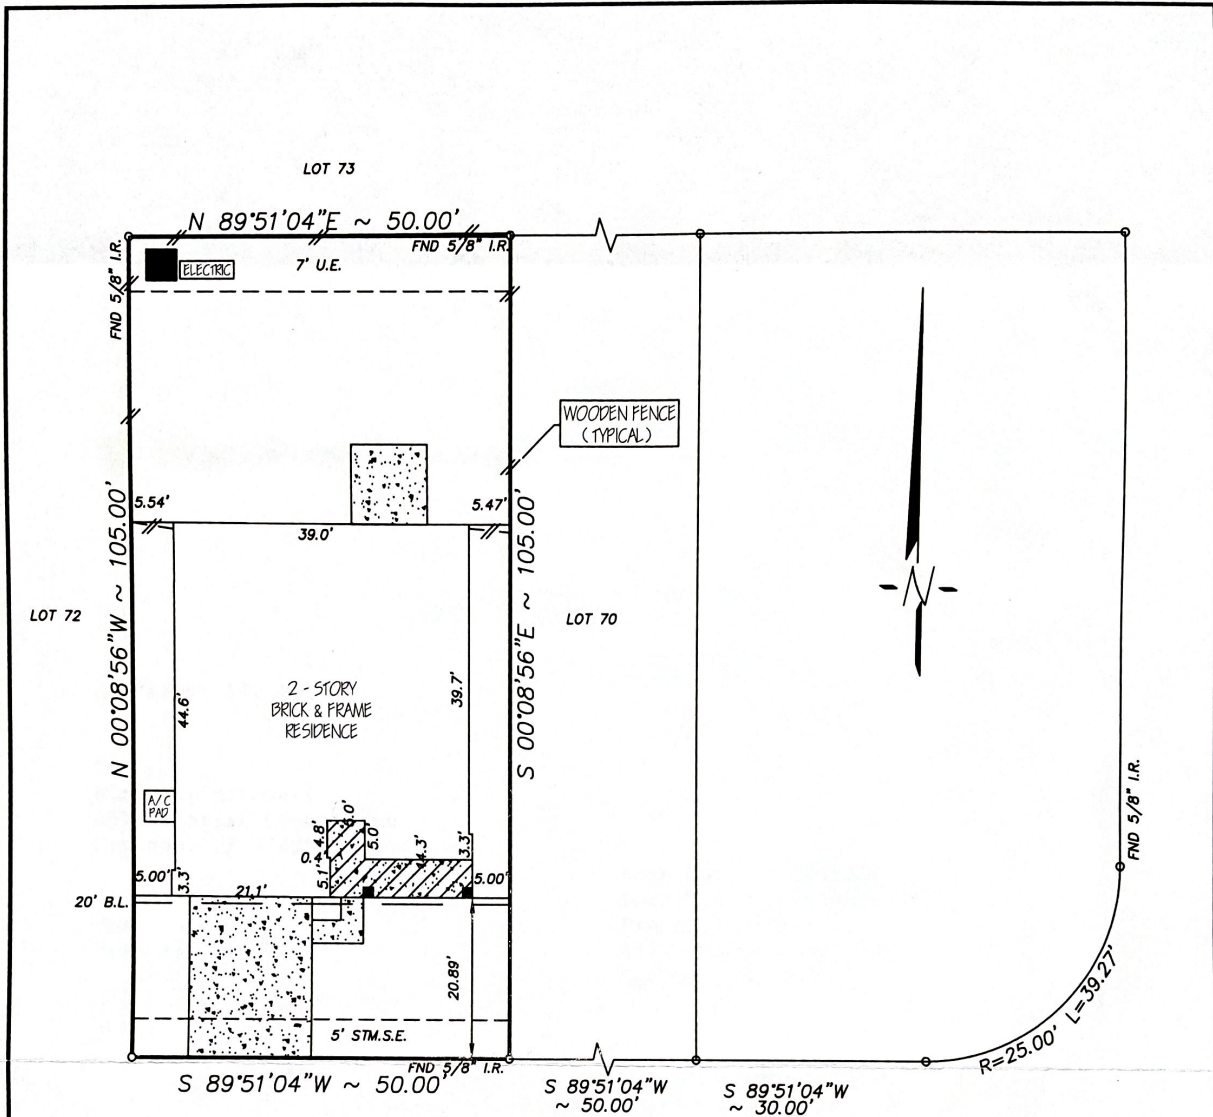 LOT 73
N 89°51'04"E ~ 50.00'
FND 5/8" I.R.
FND 5/8" I.R.
ELECTRIC
7' U.E.
WOODEN FENCE
(TYPICAL)
5.54'
5.47'
39.0'
N 00°08'56"W ~ 105.00'
S 00°08'56"E ~ 105.00'
LOT 72
LOT 70
-N-
2 - STORY
BRICK & FRAME
RESIDENCE
44.6'
39.7'
A/C
PAD
4.8'
6.0'
5.0'
14.3'
3.3'
0.4'
5.1'
5.00'
3.3'
21.1'
5.00'
20' B.L.
20.89'
5' STM.S.E.
FND 5/8" I.R.
FND 5/8" I.R.
R=25.00' L=39.27'
S 89°51'04"W ~ 50.00'
S 89°51'04"W
~ 50.00'
S 89°51'04"W
~ 30.00'